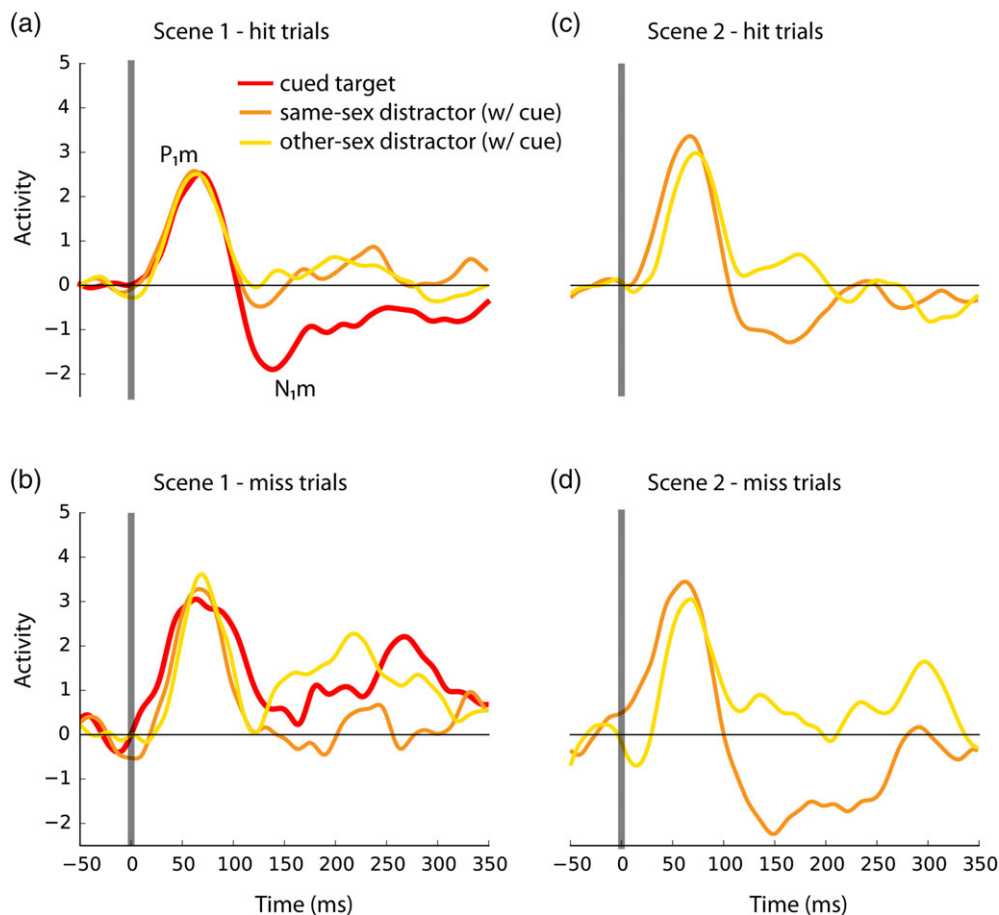 (a)
Scene 1 - hit trials
5
4
3
2
1
0
−1
−2
Activity
cued target
same-sex distractor (w/ cue)
other-sex distractor (w/ cue)
P₁m
N₁m
(c)
Scene 2 - hit trials
(b)
Scene 1 - miss trials
5
4
3
2
1
0
−1
−2
Activity
−50 0 50 100 150 200 250 300 350
Time (ms)
(d)
Scene 2 - miss trials
−50 0 50 100 150 200 250 300 350
Time (ms)